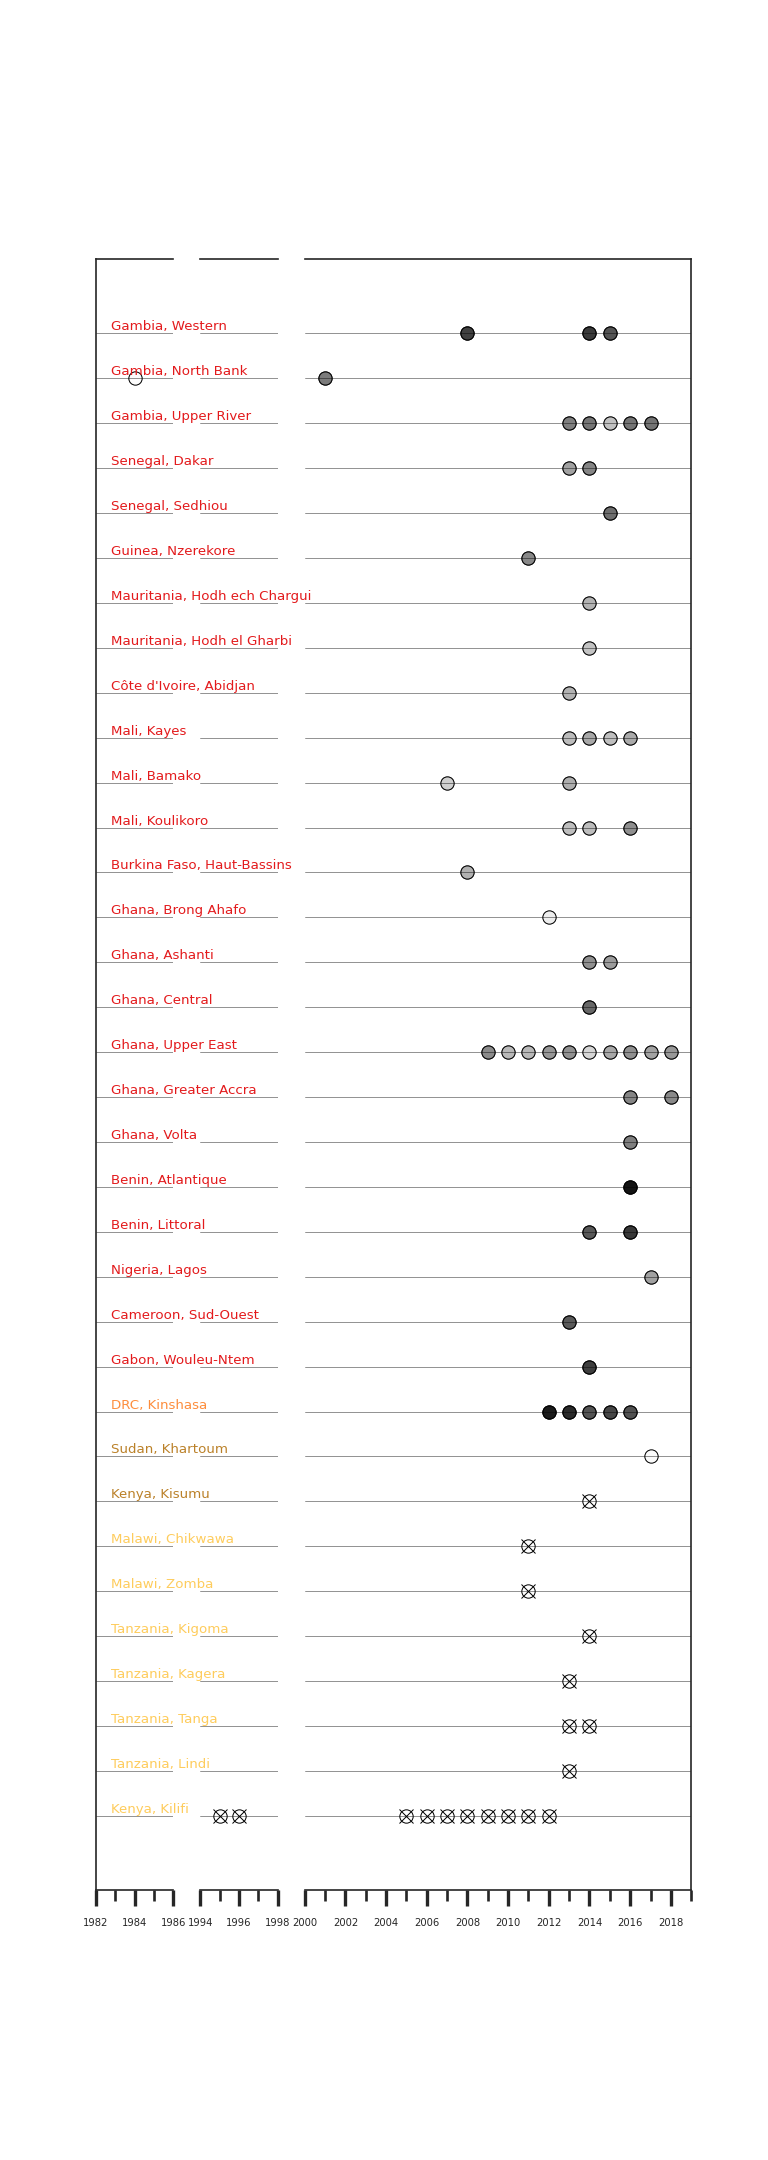 Gambia, Western
Gambia, North Bank
Gambia, Upper River
Senegal, Dakar
Senegal, Sedhiou
Guinea, Nzerekore
Mauritania, Hodh ech Chargui
Mauritania, Hodh el Gharbi
Côte d'Ivoire, Abidjan
Mali, Kayes
Mali, Bamako
Mali, Koulikoro
Burkina Faso, Haut-Bassins
Ghana, Brong Ahafo
Ghana, Ashanti
Ghana, Central
Ghana, Upper East
Ghana, Greater Accra
Ghana, Volta
Benin, Atlantique
Benin, Littoral
Nigeria, Lagos
Cameroon, Sud-Ouest
Gabon, Wouleu-Ntem
DRC, Kinshasa
Sudan, Khartoum
Kenya, Kisumu
Malawi, Chikwawa
Malawi, Zomba
Tanzania, Kigoma
Tanzania, Kagera
Tanzania, Tanga
Tanzania, Lindi
Kenya, Kilifi
1982 1984 1986 1994 1996 1998 2000 2002 2004 2006 2008 2010 2012 2014 2016 2018